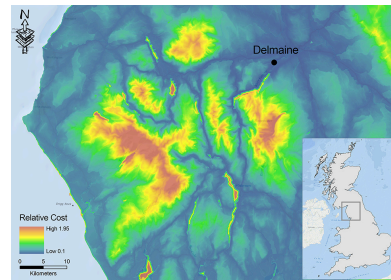 N
Delmaine
Relative Cost
High 1.95
Low 0.1
0 5 10
Kilometers